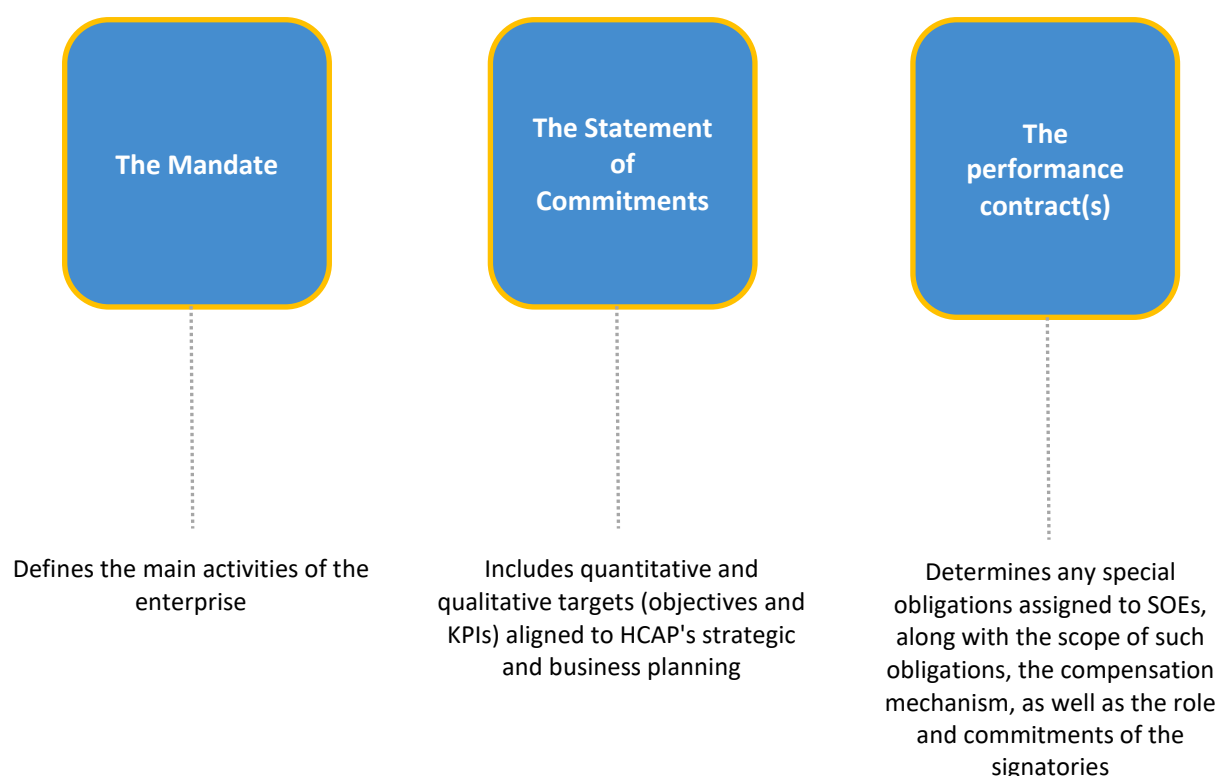 The Mandate
The Statement
of
Commitments
The
performance
contract(s)
Defines the main activities of the
enterprise
Includes quantitative and
qualitative targets (objectives and
KPIs) aligned to HCAP's strategic
and business planning
Determines any special
obligations assigned to SOEs,
along with the scope of such
obligations, the compensation
mechanism, as well as the role
and commitments of the
signatories